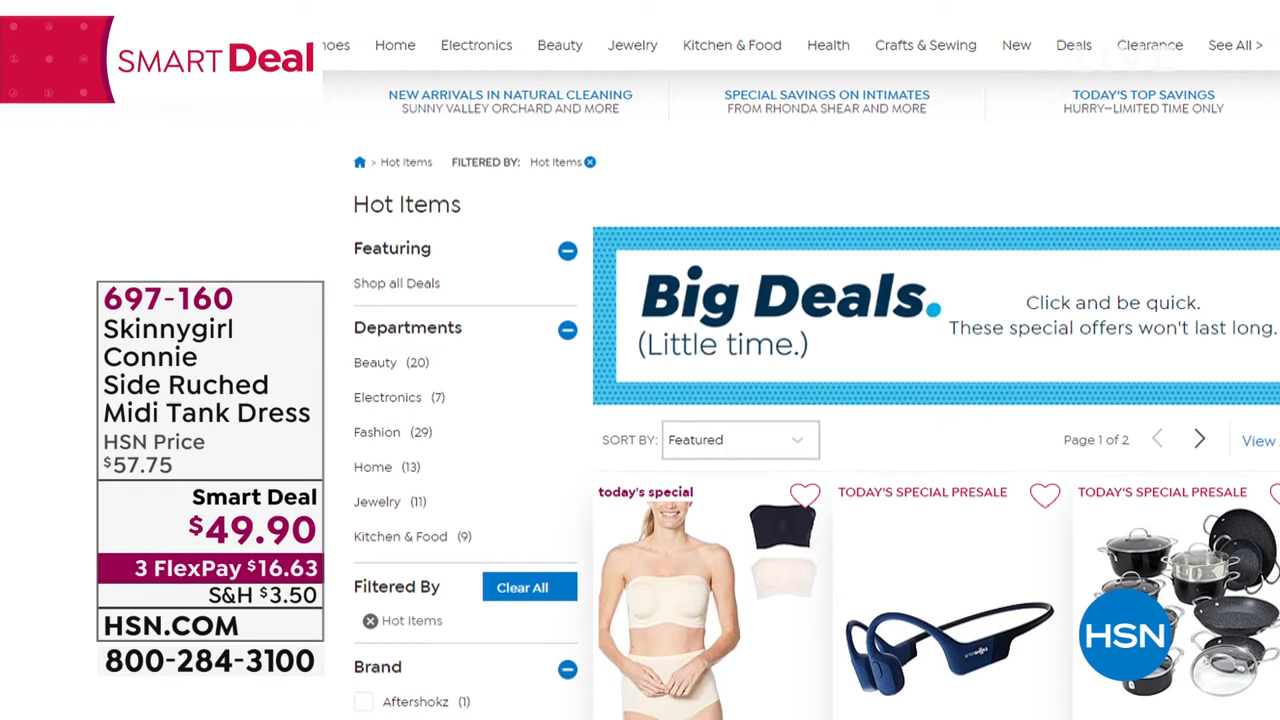 SMART Deal
hoes Home Electronics Beauty Jewelry Kitchen & Food Health Crafts & Sewing New Deals Clearance See All >
LIVE
NEW ARRIVALS IN NATURAL CLEANING
SUNNY VALLEY ORCHARD AND MORE
SPECIAL SAVINGS ON INTIMATES
FROM RHONDA SHEAR AND MORE
TODAY'S TOP SAVINGS
HURRY—LIMITED TIME ONLY
> Hot Items FILTERED BY: Hot Items
Hot Items
Featuring
Shop all Deals
Departments
Beauty (20)
Electronics (7)
Fashion (29)
Home (13)
Jewelry (11)
Kitchen & Food (9)
Filtered By Clear All
Hot Items
Brand
Aftershokz (1)
Big Deals.
(Little time.)
Click and be quick.
These special offers won't last long.
SORT BY: Featured
Page 1 of 2
View
today's special
TODAY'S SPECIAL PRESALE
TODAY'S SPECIAL PRESALE
697-160
Skinnygirl
Connie
Side Ruched
Midi Tank Dress
HSN Price
$57.75
Smart Deal
$49.90
3 FlexPay $16.63
S&H $3.50
HSN.COM
800-284-3100
HSN